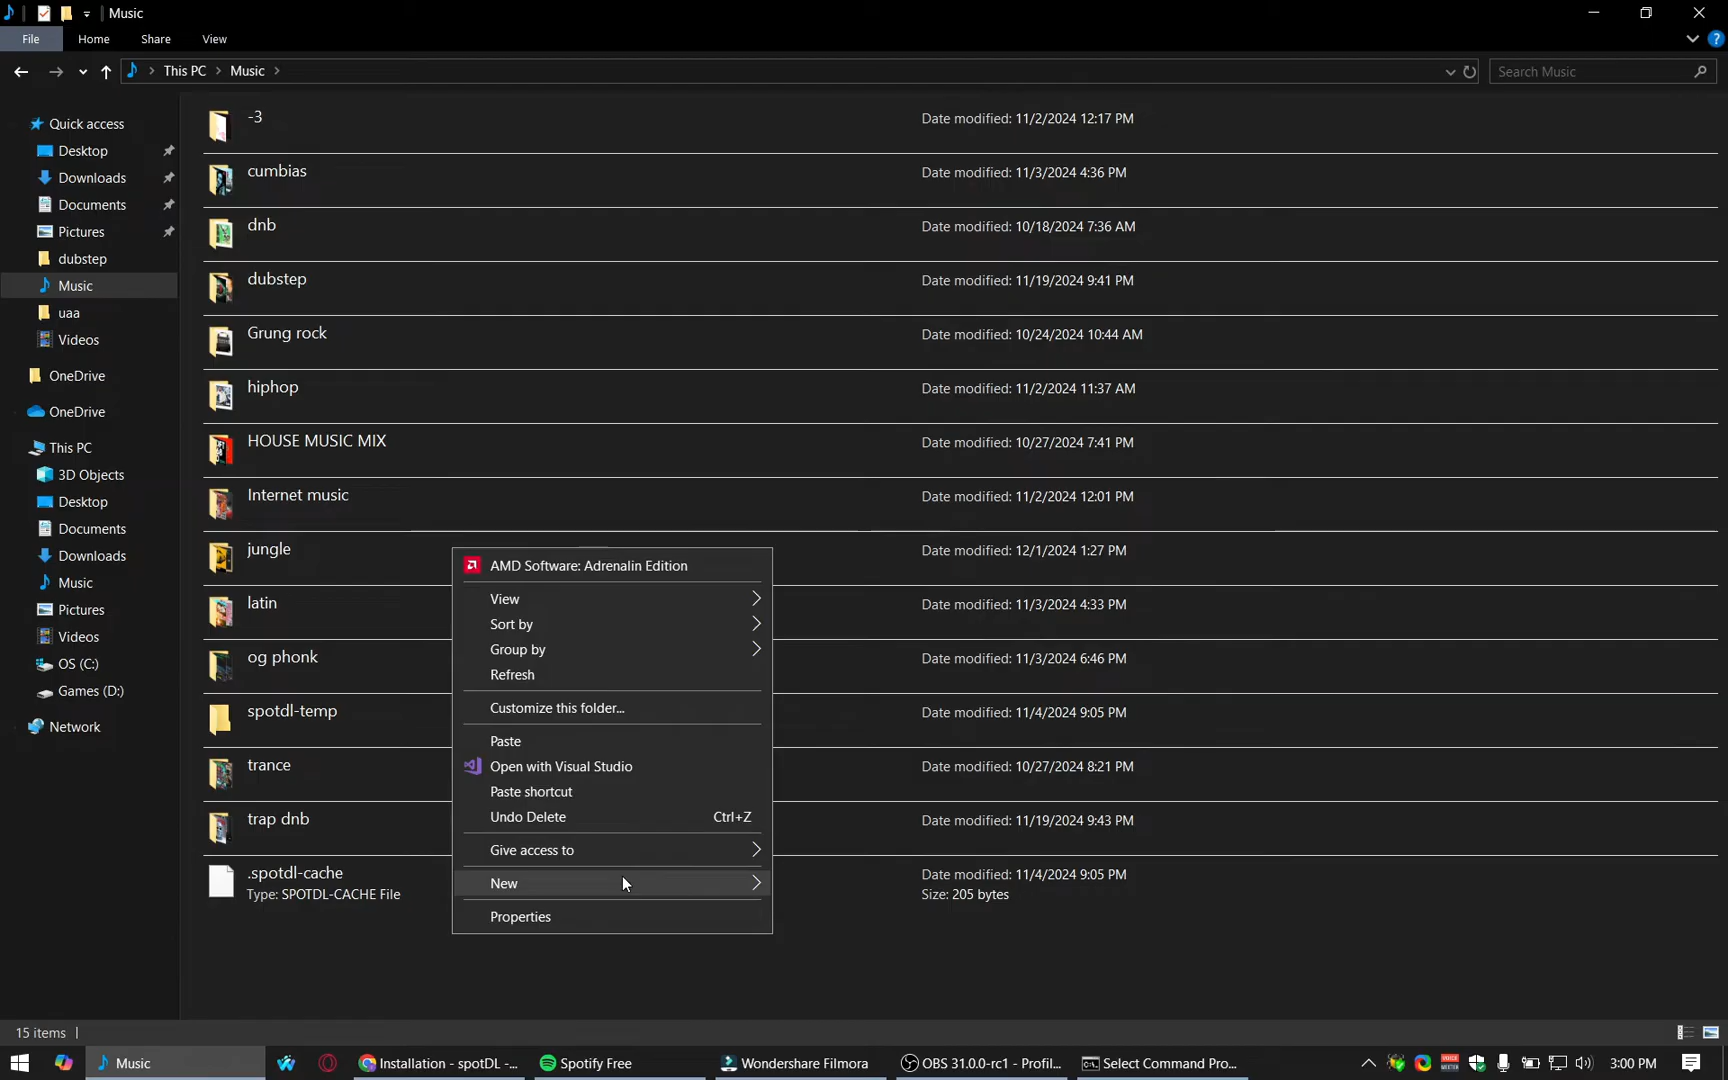 Music
File
Home
Share
View
This PC
Music
Search Music
Quick access
Desktop
Downloads
Documents
Pictures
dubstep
Music
uaa
Videos
OneDrive
OneDrive
This PC
3D Objects
Desktop
Documents
Downloads
Music
Pictures
Videos
OS (C:)
Games (D:)
Network
-3
Date modified: 11/2/2024 12:17 PM
cumbias
Date modified: 11/3/2024 4:36 PM
dnb
Date modified: 10/18/2024 7:36 AM
dubstep
Date modified: 11/19/2024 9:41 PM
Grung rock
Date modified: 10/24/2024 10:44 AM
hiphop
Date modified: 11/2/2024 11:37 AM
HOUSE MUSIC MIX
Date modified: 10/27/2024 7:41 PM
Internet music
Date modified: 11/2/2024 12:01 PM
jungle
Date modified: 12/1/2024 1:27 PM
latin
Date modified: 11/3/2024 4:33 PM
og phonk
Date modified: 11/3/2024 6:46 PM
spotdl-temp
Date modified: 11/4/2024 9:05 PM
trance
Date modified: 10/27/2024 8:21 PM
trap dnb
Date modified: 11/19/2024 9:43 PM
.spotdl-cache
Date modified: 11/4/2024 9:05 PM
Type: SPOTDL-CACHE File
Size: 205 bytes
AMD Software: Adrenalin Edition
View
Sort by
Group by
Refresh
Customize this folder...
Paste
Open with Visual Studio
Paste shortcut
Undo Delete Ctrl+Z
Give access to
New
Properties
15 items
Music
Installation - spotDL -...
Spotify Free
Wondershare Filmora
OBS 31.0.0-rc1 - Profil...
Select Command Pro...
3:00 PM